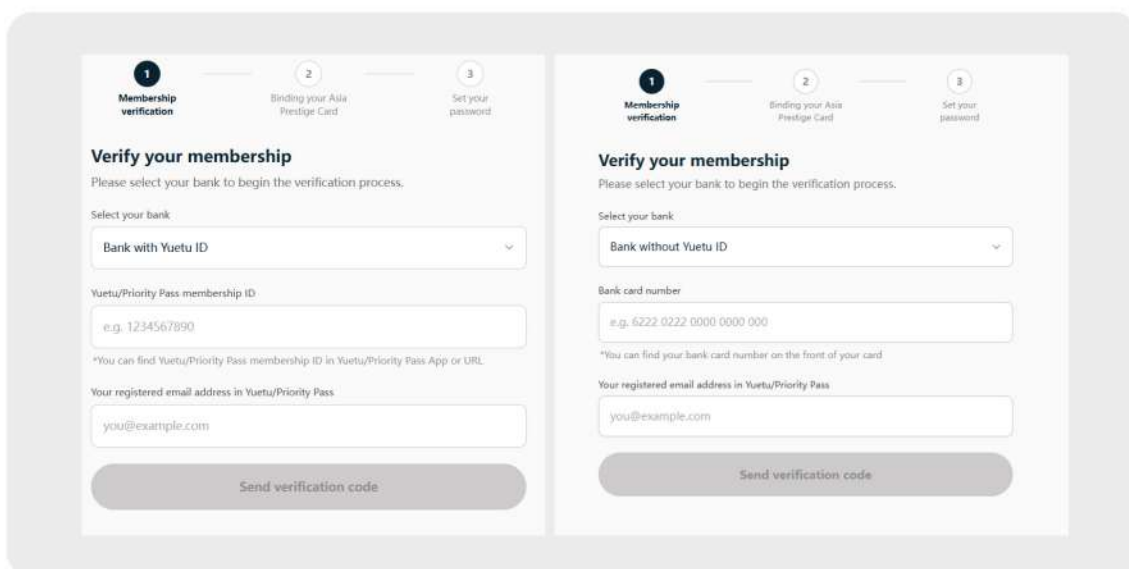 1
2
3
Membership
verification
Binding your Asia
Prestige Card
Set your
password
Verify your membership
Please select your bank to begin the verification process.
Select your bank
Bank with Yuetu ID
Yuetu/Priority Pass membership ID
e.g. 1234567890
*You can find Yuetu/Priority Pass membership ID in Yuetu/Priority Pass App or URL
Your registered email address in Yuetu/Priority Pass
you@example.com
Send verification code
1
2
3
Membership
verification
Binding your Asia
Prestige Card
Set your
password
Verify your membership
Please select your bank to begin the verification process.
Select your bank
Bank without Yuetu ID
Bank card number
e.g. 6222 0222 0000 0000 000
*You can find your bank card number on the front of your card
Your registered email address in Yuetu/Priority Pass
you@example.com
Send verification code